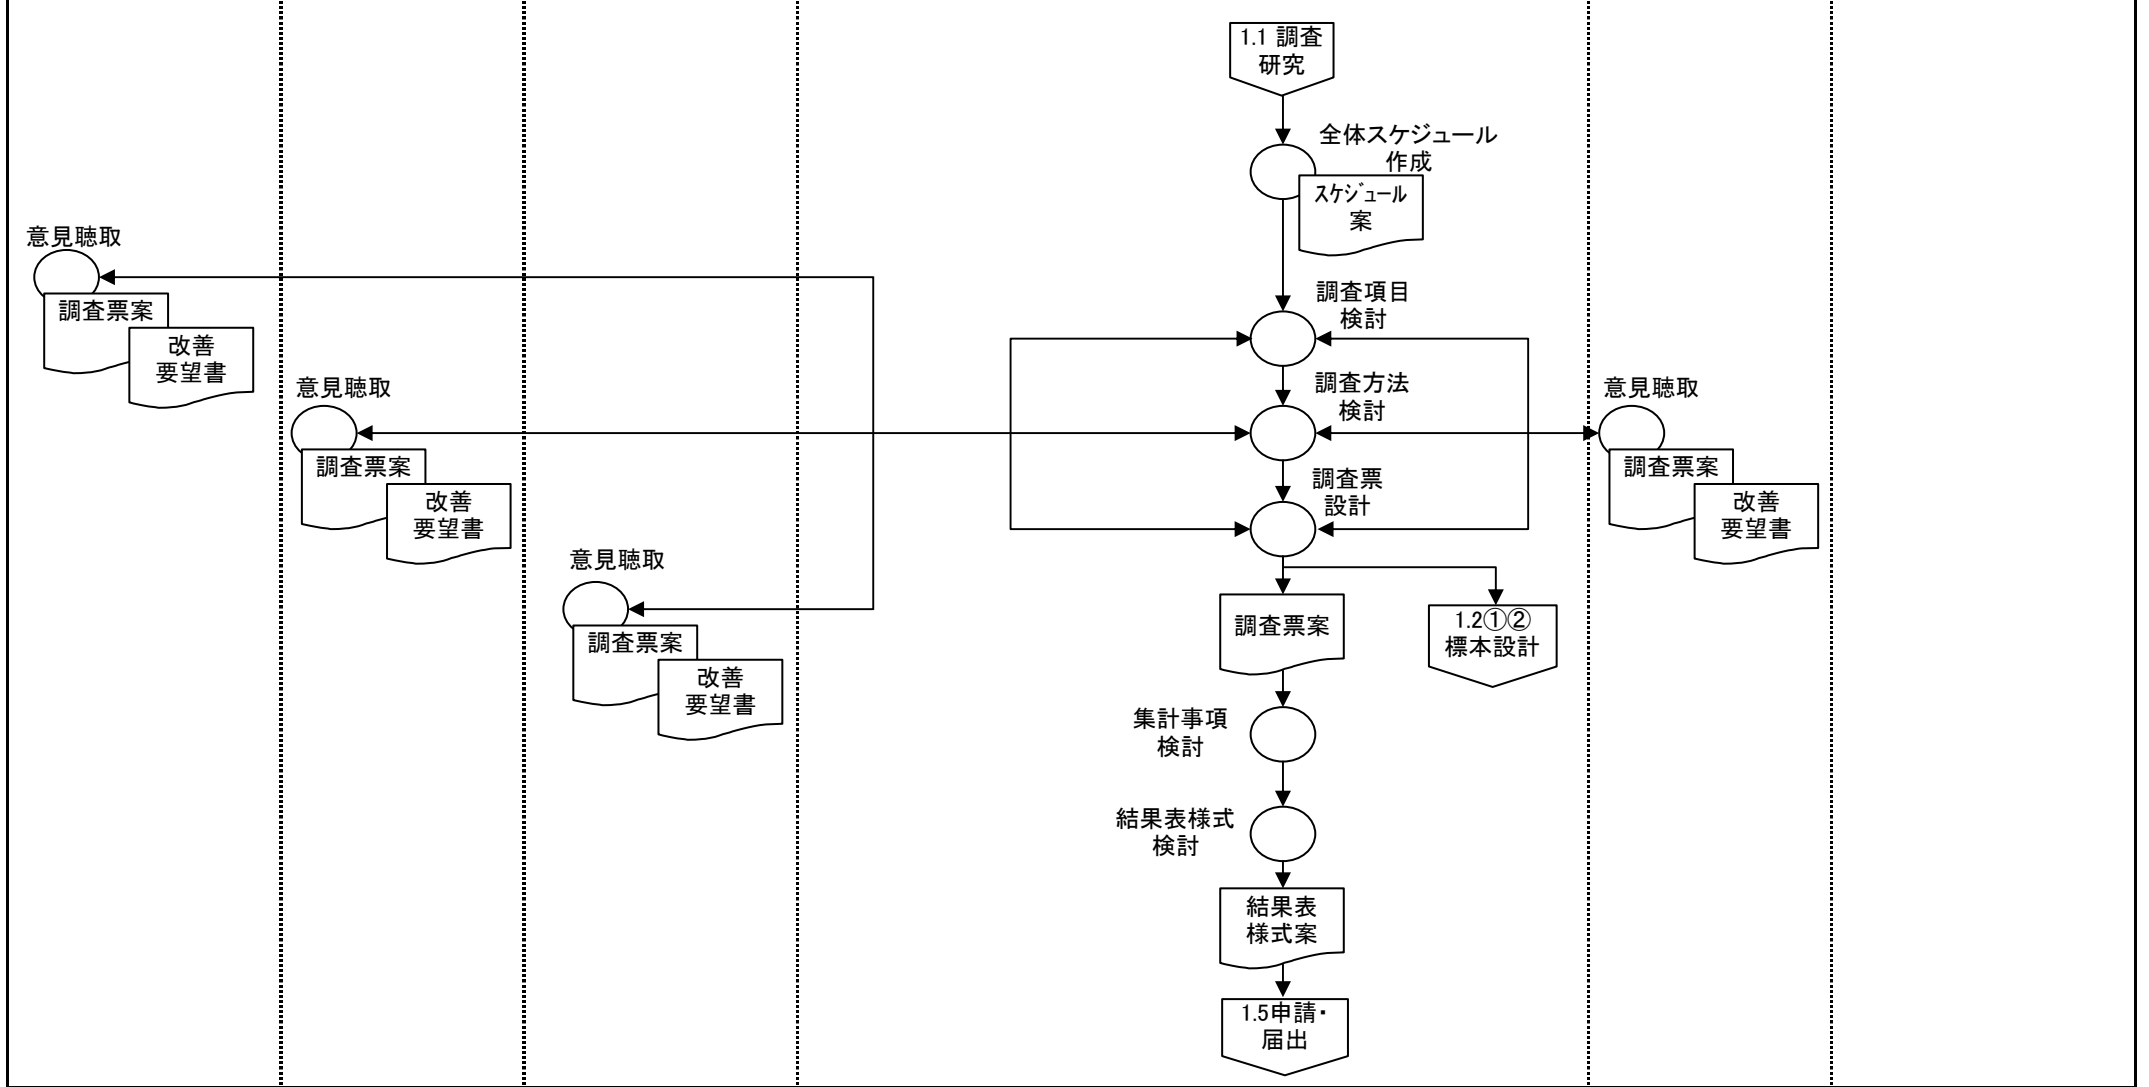 1.1 調査
研究
全体スケジュール
作成
ｽｹｼﾞｭｰﾙ
案
意見聴取
調査票案
改善
要望書
調査項目
検討
意見聴取
調査票案
改善
要望書
調査方法
検討
意見聴取
調査票案
改善
要望書
調査票
設計
意見聴取
調査票案
改善
要望書
調査票案
1.2①②
標本設計
集計事項
検討
結果表様式
検討
結果表
様式案
1.5申請・
届出